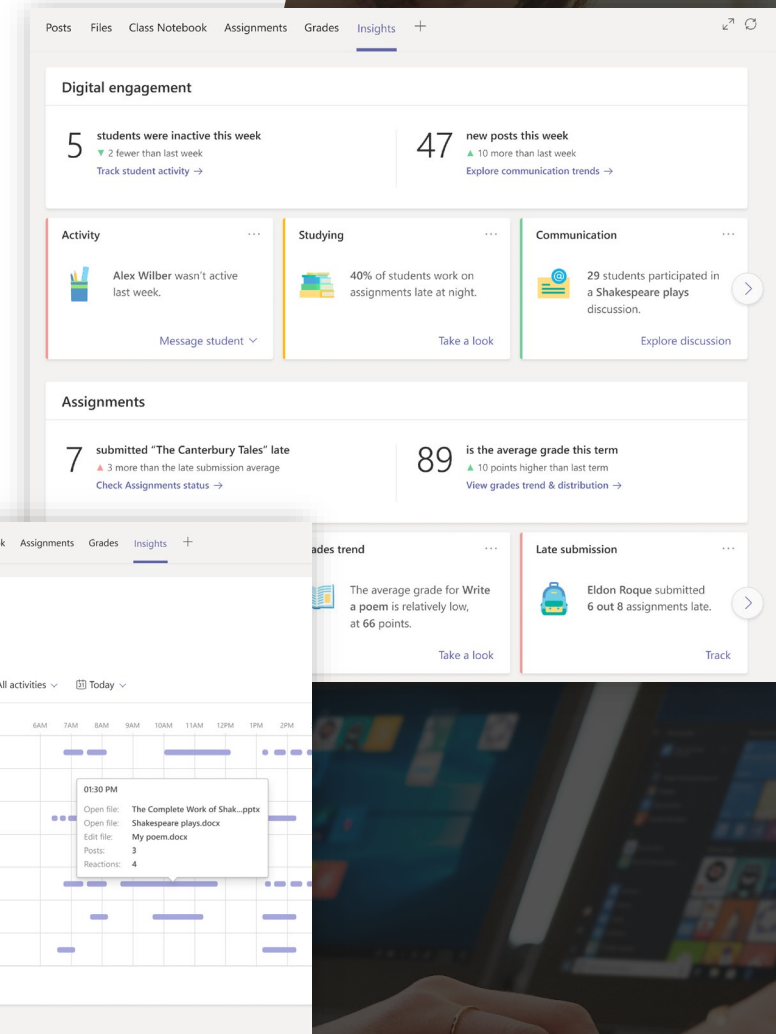 Posts Files Class Notebook Assignments Grades Insights
Digital engagement
5 students were inactive this week
▼ 2 fewer than last week
Track student activity →
47 new posts this week
▲ 10 more than last week
Explore communication trends →
Activity ...
Alex Wilber wasn't active
last week.
Message student
Studying ...
40% of students work on
assignments late at night.
Take a look
Communication ...
29 students participated in
a Shakespeare plays
discussion.
Explore discussion
Assignments
7 submitted "The Canterbury Tales" late
▲ 3 more than the late submission average
Check Assignments status →
89 is the average grade this term
▲ 10 points higher than last term
View grades trend & distribution →
ades trend ...
The average grade for Write
a poem is relatively low,
at 66 points.
Take a look
Late submission ...
Eldon Roque submitted
6 out 8 assignments late.
Track
k Assignments Grades Insights
All activities 31 Today
6AM 7AM 8AM 9AM 10AM 11AM 12PM 1PM 2PM
01:30 PM
Open file: The Complete Work of Shak...pptx
Open file: Shakespeare plays.docx
Edit file: My poem.docx
Posts: 3
Reactions: 4